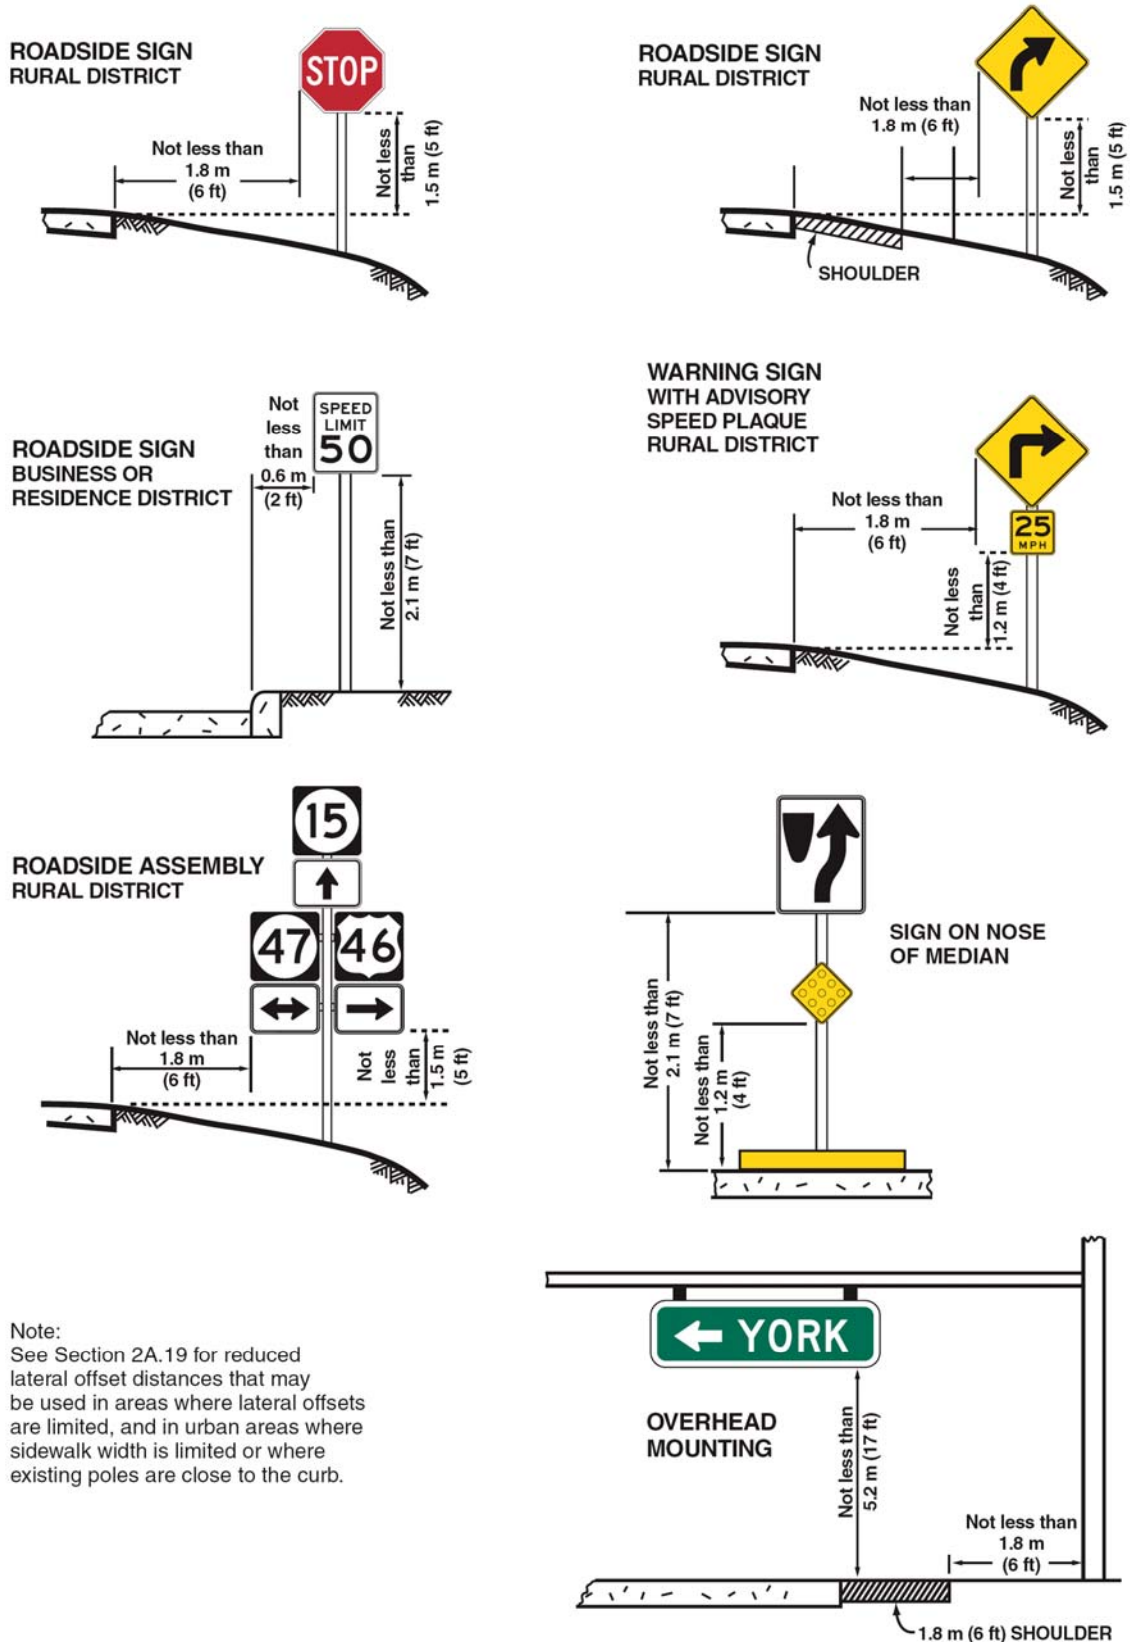 ROADSIDE SIGN
RURAL DISTRICT
STOP
Not less than
1.8 m
(6 ft)
Not less
than
1.5 m (5 ft)
ROADSIDE SIGN
RURAL DISTRICT
Not less than
1.8 m (6 ft)
Not less
than
1.5 m (5 ft)
SHOULDER
ROADSIDE SIGN
BUSINESS OR
RESIDENCE DISTRICT
Not
less
than
0.6 m
(2 ft)
SPEED
LIMIT
50
Not less than
2.1 m (7 ft)
WARNING SIGN
WITH ADVISORY
SPEED PLAQUE
RURAL DISTRICT
Not less than
1.8 m
(6 ft)
25
MPH
Not less
than
1.2 m (4 ft)
ROADSIDE ASSEMBLY
RURAL DISTRICT
15
47 46
Not less than
1.8 m
(6 ft)
Not
less
than
1.5 m
(5 ft)
SIGN ON NOSE
OF MEDIAN
Not less than
2.1 m (7 ft)
Not less than
1.2 m
(4 ft)
Note:
See Section 2A.19 for reduced
lateral offset distances that may
be used in areas where lateral offsets
are limited, and in urban areas where
sidewalk width is limited or where
existing poles are close to the curb.
YORK
OVERHEAD
MOUNTING
Not less than
5.2 m (17 ft)
Not less than
1.8 m
(6 ft)
1.8 m (6 ft) SHOULDER